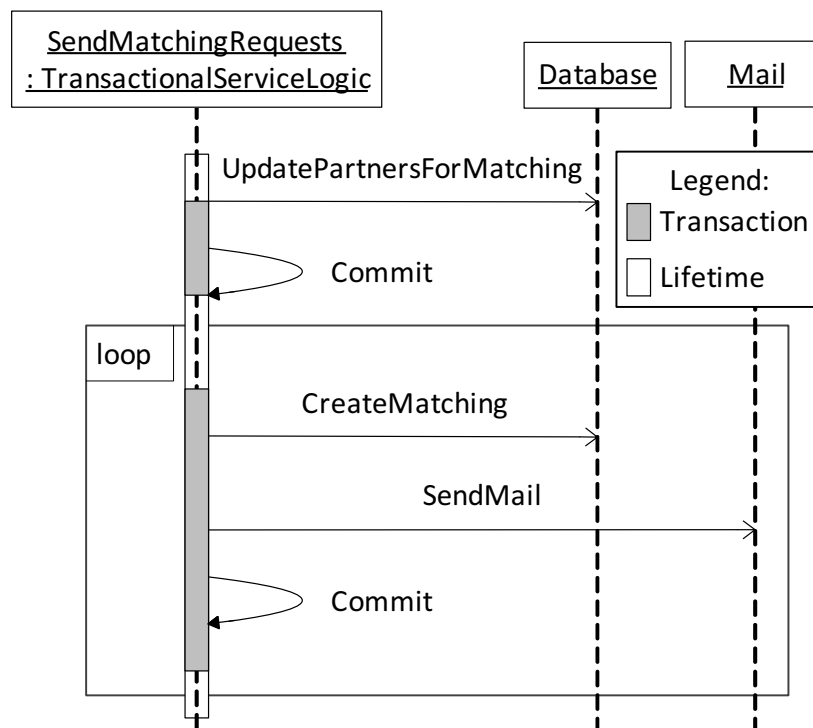 SendMatchingRequests
: TransactionalServiceLogic
Database
Mail
UpdatePartnersForMatching
Legend:
Transaction
Lifetime
Commit
loop
CreateMatching
SendMail
Commit